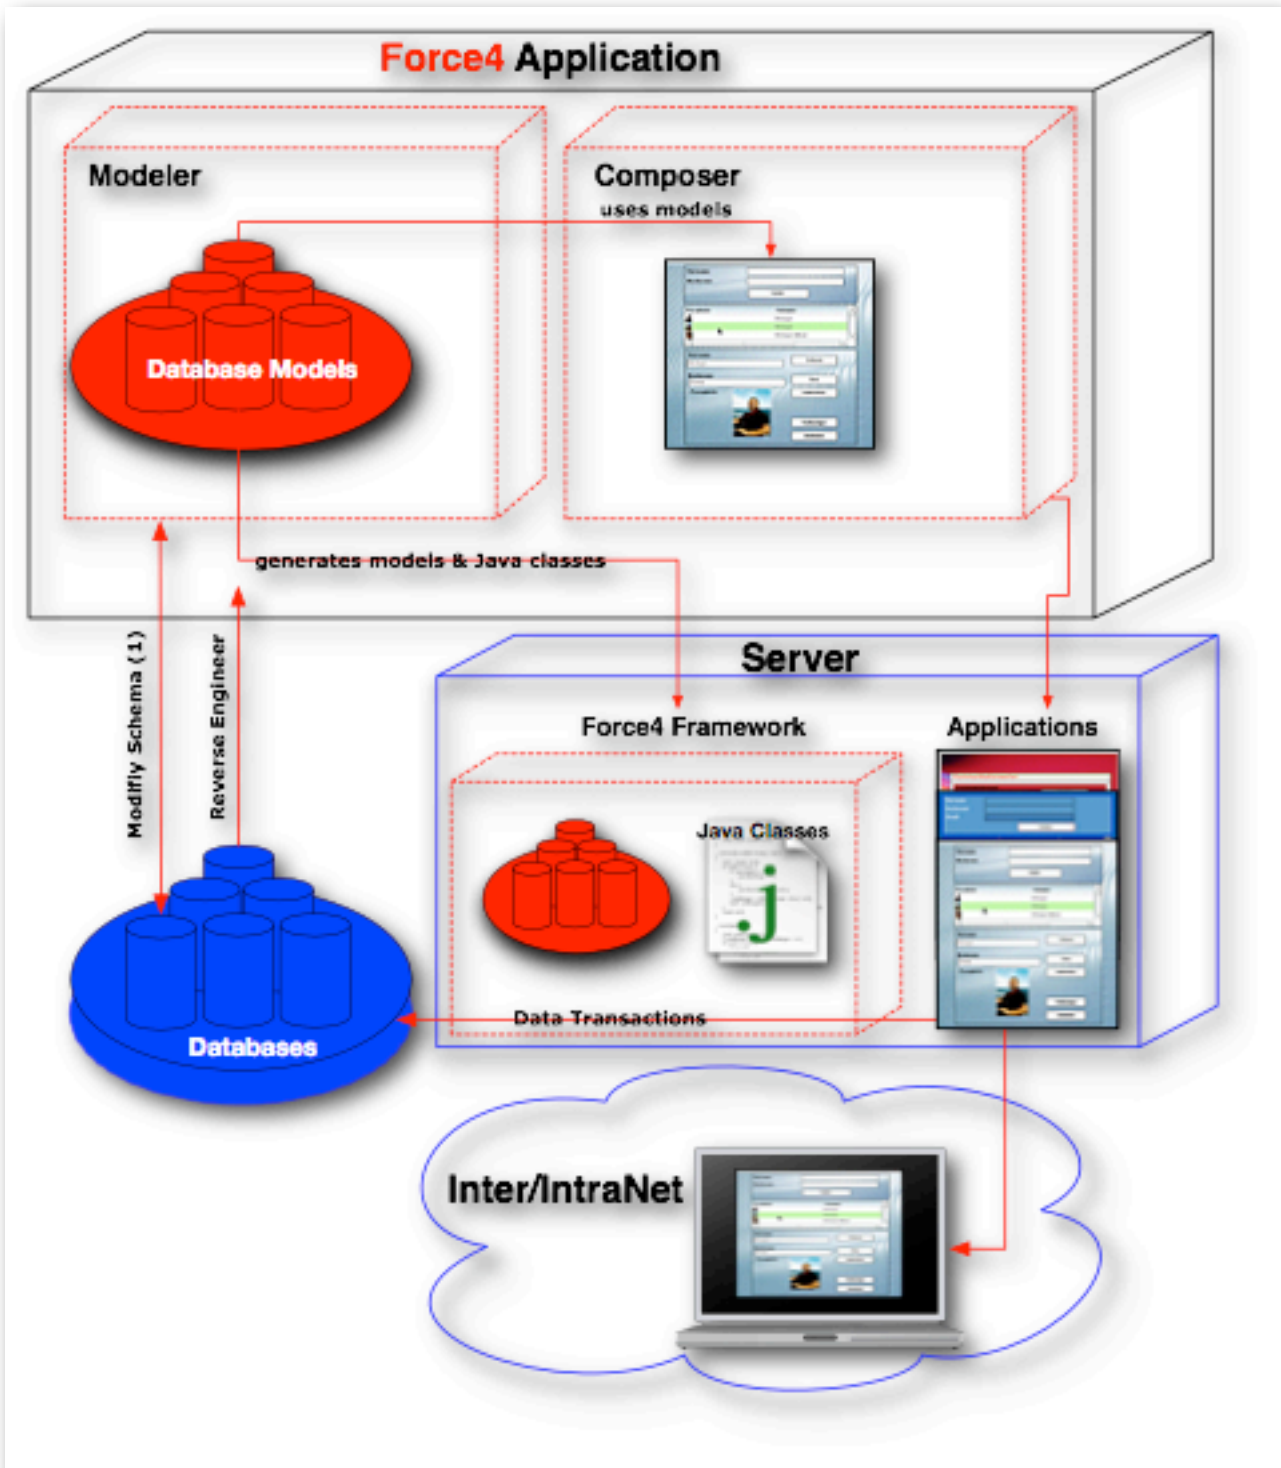 Force4 Application
Modeler
Composer
uses models
Database Models
generates models & Java classes
Modifiy Schema (1)
Reverse Engineer
Server
Force4 Framework
Applications
Java Classes
.j
Data Transactions
Databases
Inter/IntraNet